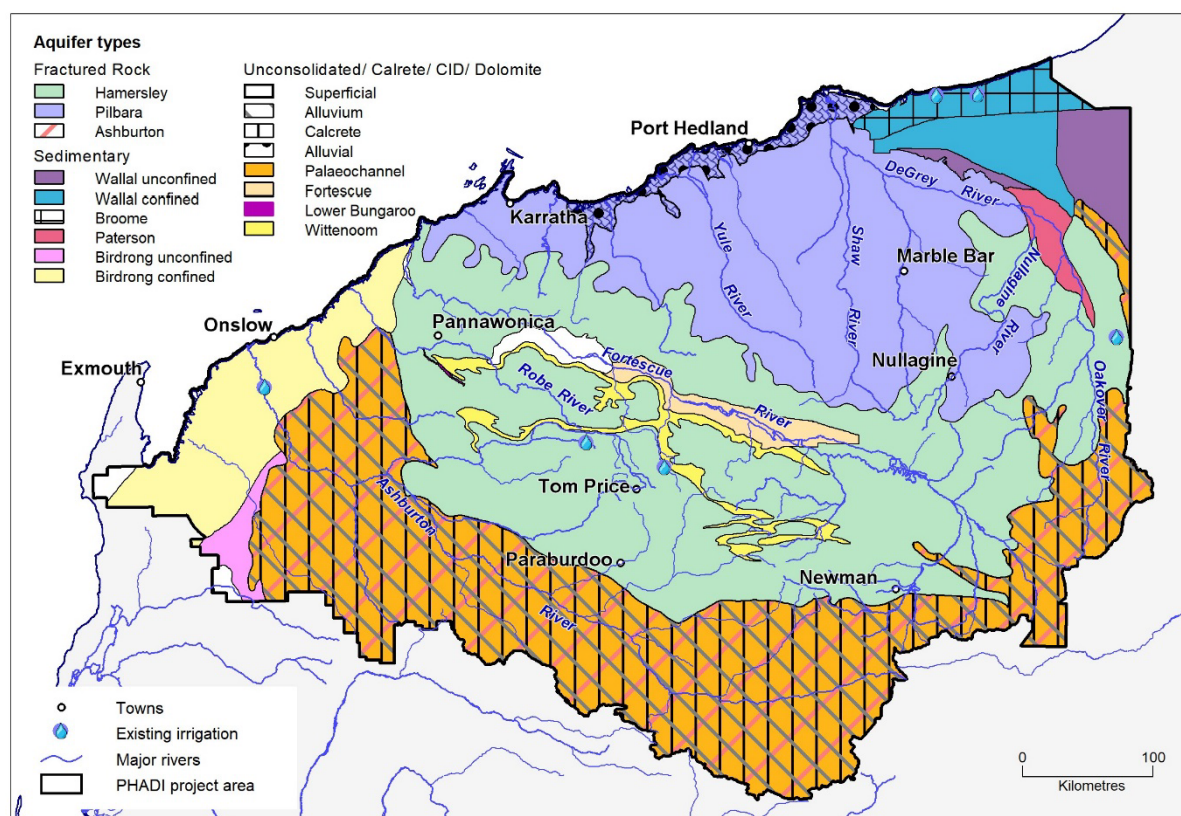 Aquifer types
Fractured Rock
Hamersley
Pilbara
Ashburton
Sedimentary
Wallal unconfined
Wallal confined
Broome
Paterson
Birdrong unconfined
Birdrong confined
Unconsolidated/ Calrete/ CID/ Dolomite
Superficial
Alluvium
Calcrete
Alluvial
Palaeochannel
Fortescue
Lower Bungaroo
Wittenoom
Port Hedland
Karratha
DeGrey River
Yule River
Shaw River
Marble Bar
Nullagine River
Onslow
Exmouth
Pannawonica
Fortescue River
Robe River
Nullagine
Oakover River
Tom Price
Ashburton River
Paraburdoo
Newman
Towns
Existing irrigation
Major rivers
PHADI project area
0 100
Kilometres